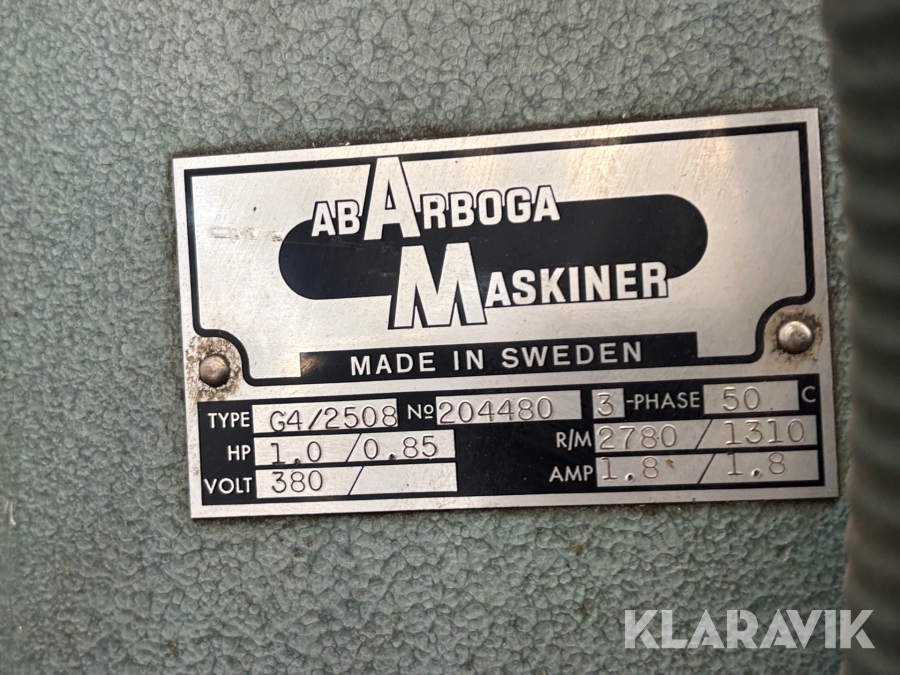 AB ARBOGA
MASKINER
MADE IN SWEDEN
TYPE G4/2508 No 204480 3-PHASE 50 C
HP 1.0/0.85 R/M 2780/1310
VOLT 380/ AMP 1.8/1.8
KLARAVIK